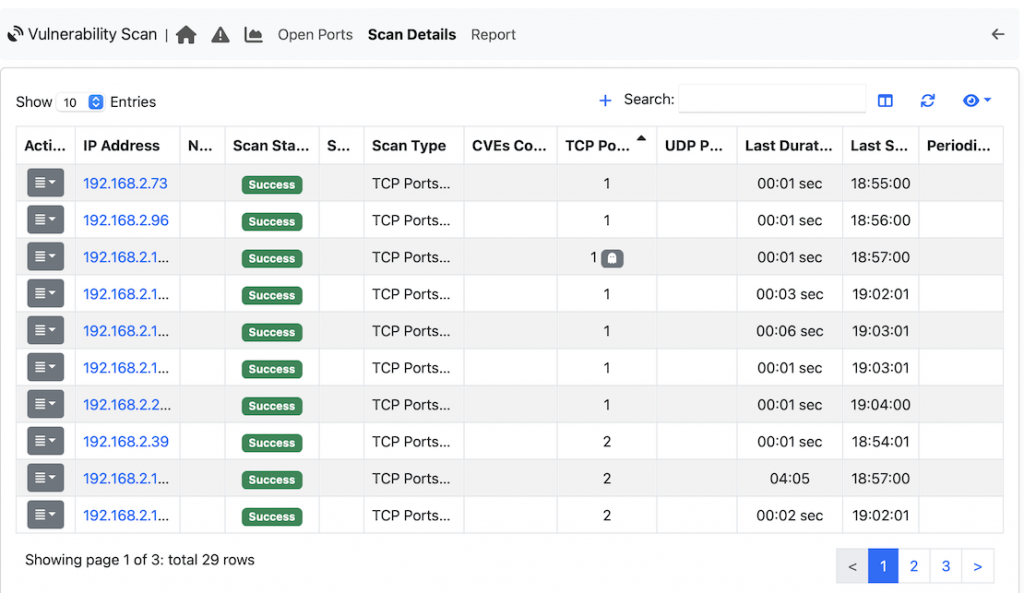 Vulnerability Scan | Open Ports Scan Details Report
Show 10 Entries Search:
Acti... IP Address N... Scan Sta... S... Scan Type CVEs Co... TCP Po... UDP P... Last Durat... Last S... Periodi...
192.168.2.73 Success TCP Ports... 1 00:01 sec 18:55:00
192.168.2.96 Success TCP Ports... 1 00:01 sec 18:56:00
192.168.2.1... Success TCP Ports... 1 00:01 sec 18:57:00
192.168.2.1... Success TCP Ports... 1 00:03 sec 19:02:01
192.168.2.1... Success TCP Ports... 1 00:06 sec 19:03:01
192.168.2.1... Success TCP Ports... 1 00:01 sec 19:03:01
192.168.2.2... Success TCP Ports... 1 00:01 sec 19:04:00
192.168.2.39 Success TCP Ports... 2 00:01 sec 18:54:01
192.168.2.1... Success TCP Ports... 2 04:05 18:57:00
192.168.2.1... Success TCP Ports... 2 00:02 sec 19:02:01
Showing page 1 of 3: total 29 rows
< 1 2 3 >